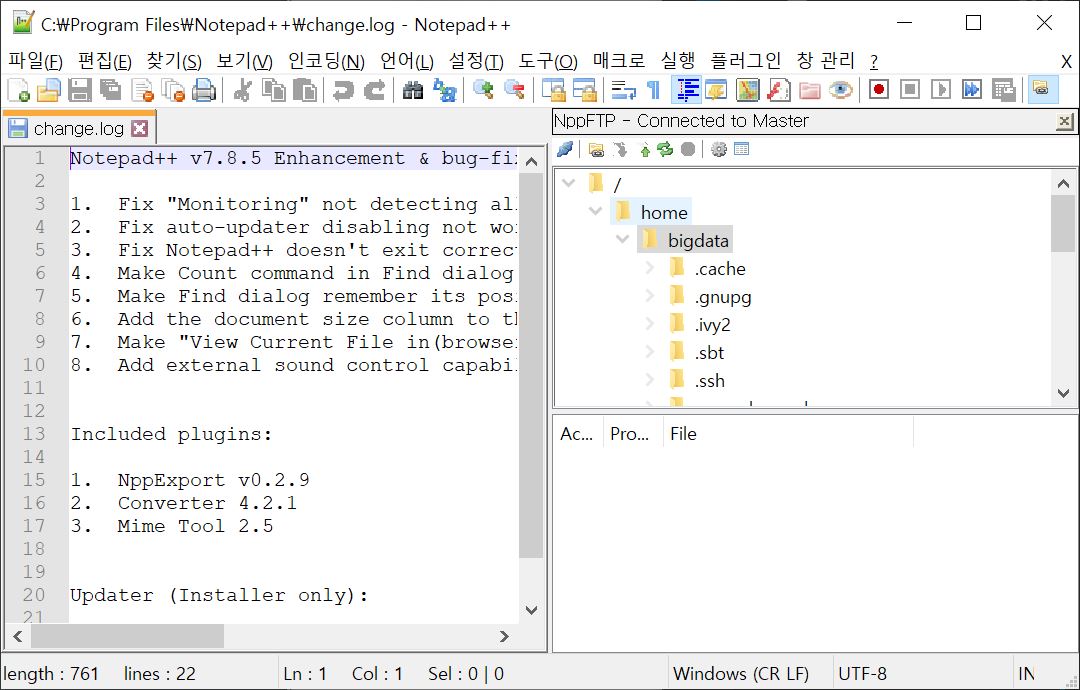 C:₩Program Files₩Notepad++₩change.log - Notepad++
파일(F) 편집(E) 찾기(S) 보기(V) 인코딩(N) 언어(L) 설정(T) 도구(O) 매크로 실행 플러그인 창 관리 ? X
change.log
1 Notepad++ v7.8.5 Enhancement & bug-fi
2
3 1. Fix "Monitoring" not detecting al
4 2. Fix auto-updater disabling not wo
5 3. Fix Notepad++ doesn't exit correc
6 4. Make Count command in Find dialog
7 5. Make Find dialog remember its pos
8 6. Add the document size column to t
9 7. Make "View Current File in(browse
10 8. Add external sound control capabi
11
12
13 Included plugins:
14
15 1. NppExport v0.2.9
16 2. Converter 4.2.1
17 3. Mime Tool 2.5
18
19
20 Updater (Installer only):
21
NppFTP - Connected to Master
/
home
bigdata
.cache
.gnupg
.ivy2
.sbt
.ssh
Ac... Pro... File
length : 761 lines : 22 Ln : 1 Col : 1 Sel : 0 | 0 Windows (CR LF) UTF-8 IN